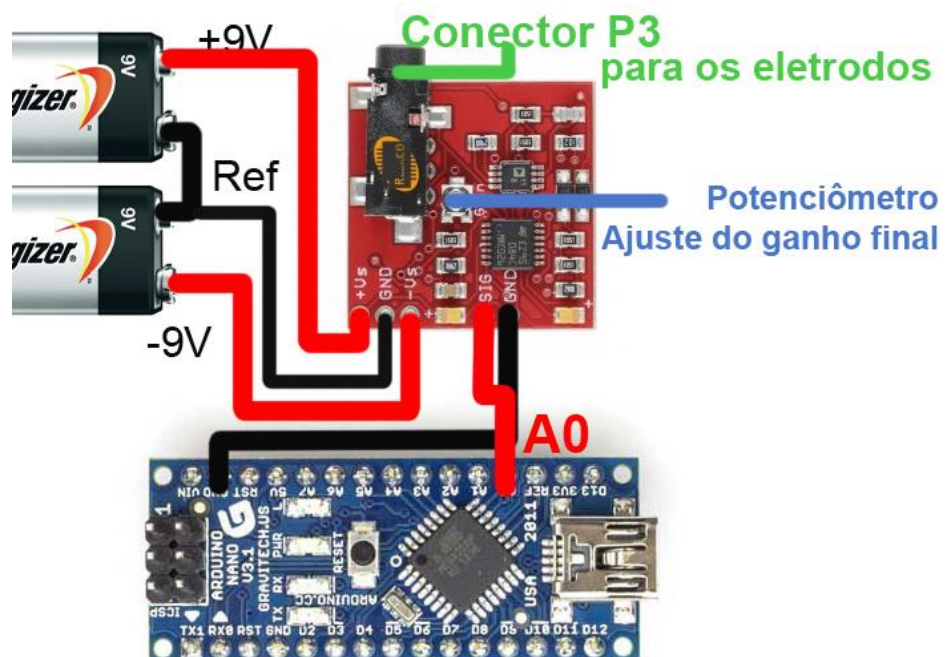 +9V
Conector P3
para os eletrodos
9V
gizer.
Ref
Potenciômetro
Ajuste do ganho final
9V
gizer.
+Vs
GND
-Vs
SIG
GND
-9V
A0
VIN
RST
5V
A7
A6
A5
A4
A3
A2
A1
REF
3V3
D13
1
L
PWR
RX
TX
RESET
ARDUINO
NANO
V3.1
GRAVITECH.US
ARDUINO.CC
2011
USA
ICSP
TX1 RX0 RST GND D2 D3 D4 D5 D6 D7 D8 D9 D10 D11 D12